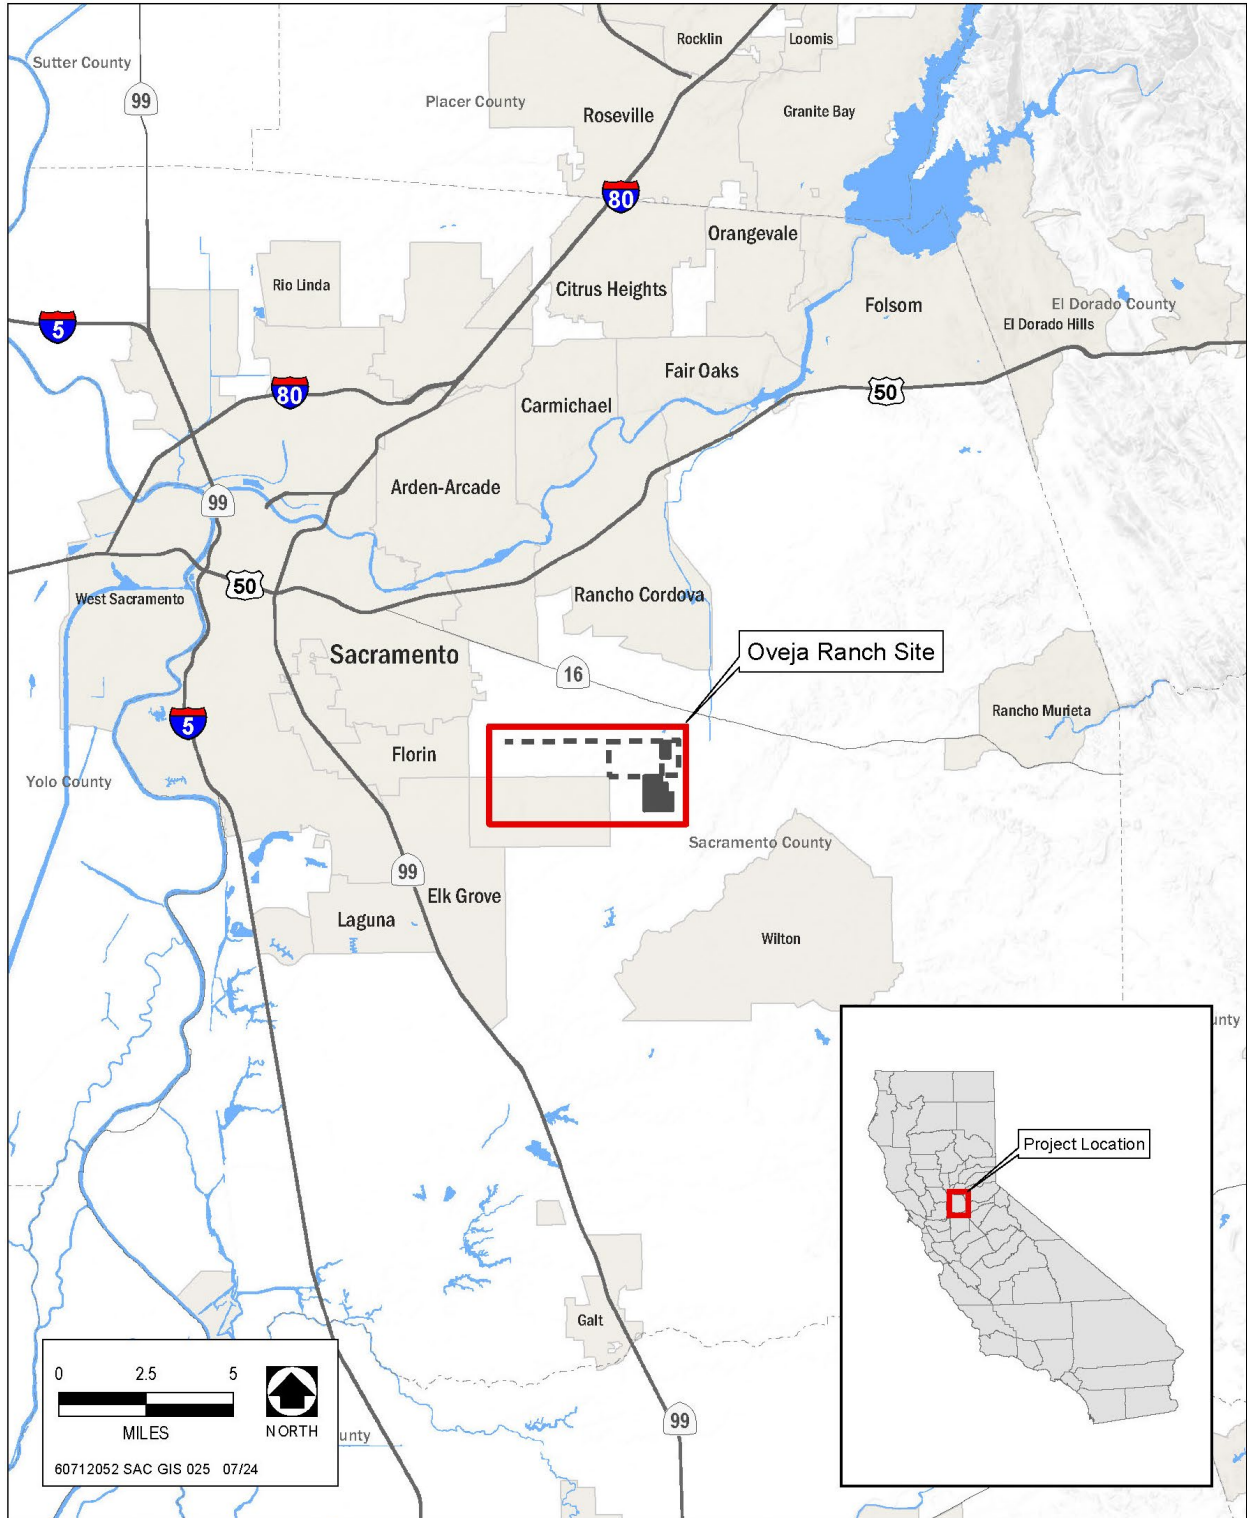 Rocklin
Loomis
Sutter County
99
Placer County
Roseville
Granite Bay
80
Orangevale
Rio Linda
Citrus Heights
5
Folsom
El Dorado County
El Dorado Hills
Fair Oaks
80
50
Carmichael
Arden-Arcade
99
50
West Sacramento
Rancho Cordova
Sacramento
Oveja Ranch Site
16
Rancho Murieta
5
Florin
Yolo County
Sacramento County
99
Elk Grove
Laguna
Wilton
unty
Project Location
Galt
0 2.5 5
MILES
NORTH
unty
99
60712052 SAC GIS 025 07/24